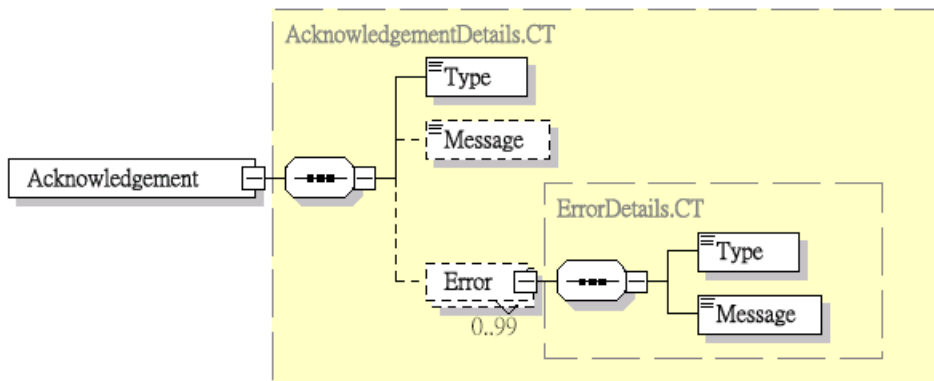 AcknowledgementDetails.CT
Type
Message
Acknowledgement
ErrorDetails.CT
Type
Error
Message
0..99